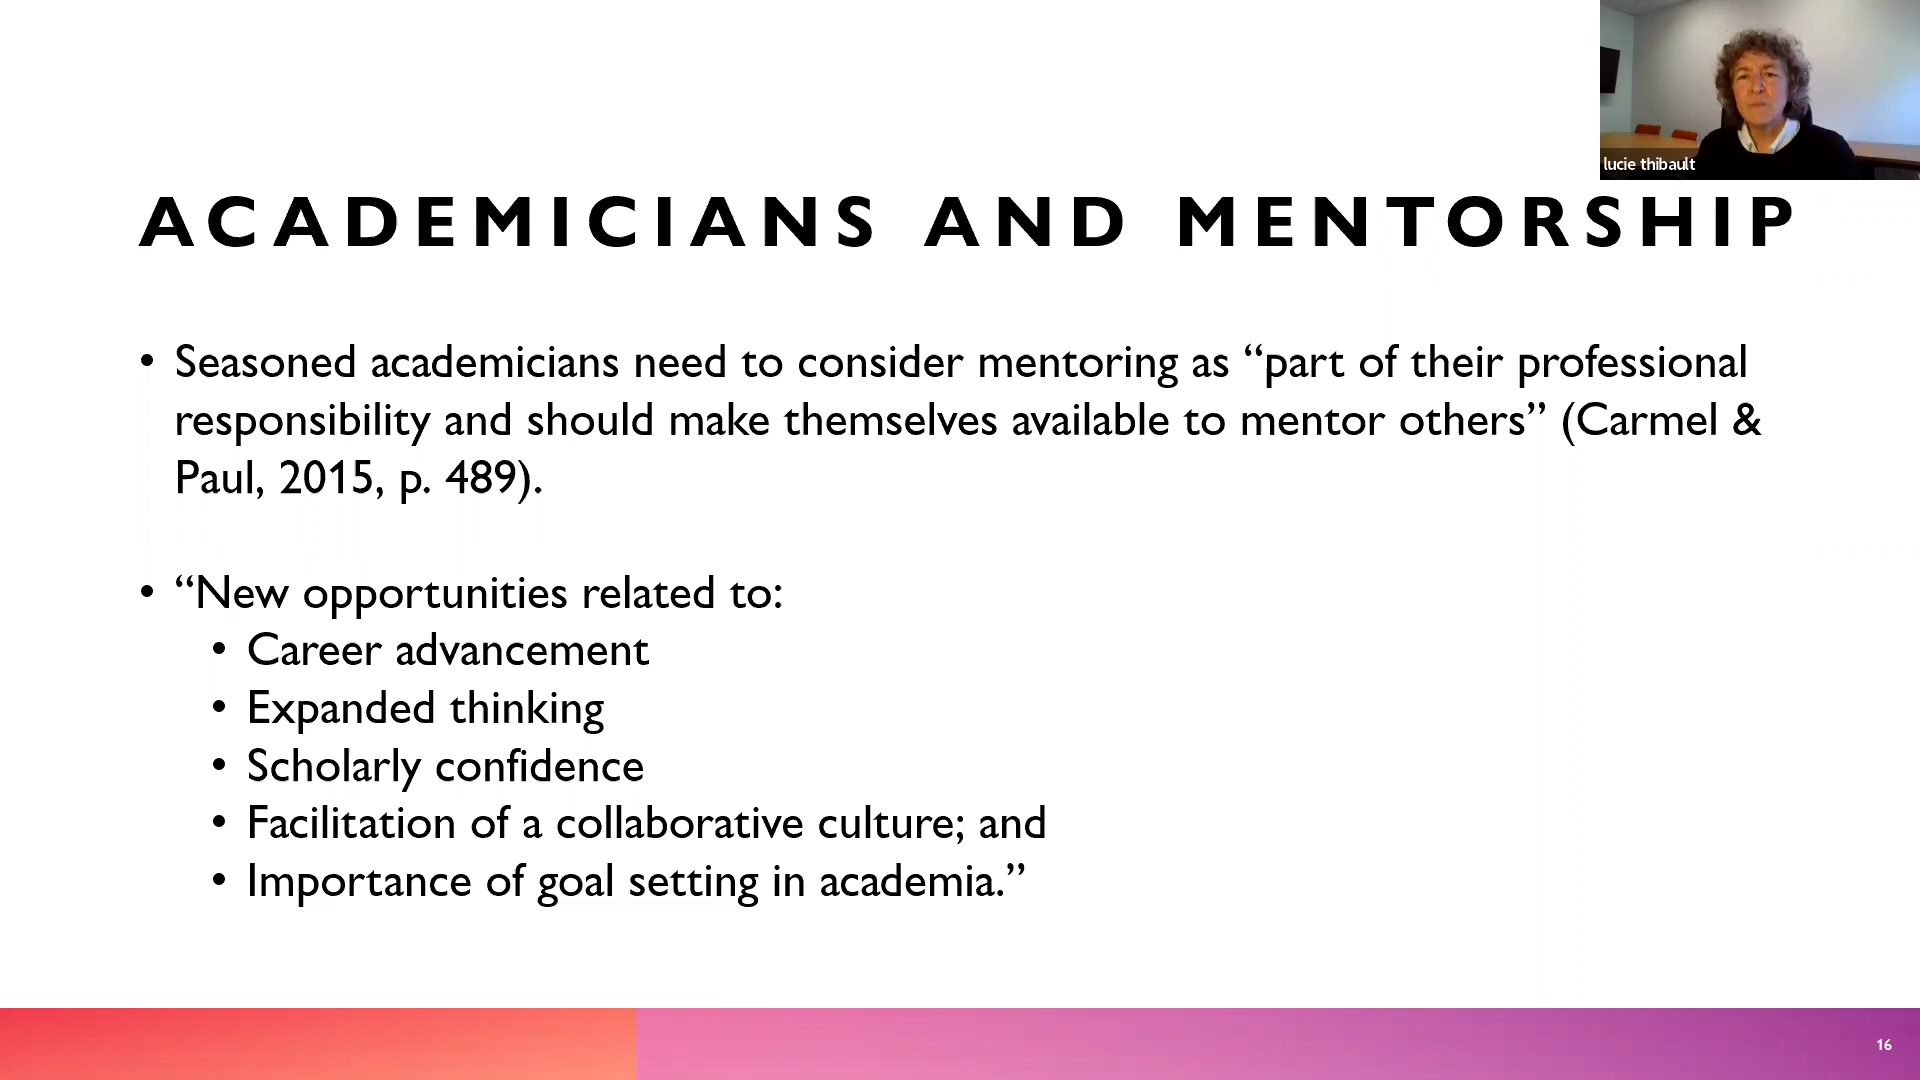 lucie thibault
ACADEMICIANS AND MENTORSHIP
• Seasoned academicians need to consider mentoring as “part of their professional
responsibility and should make themselves available to mentor others” (Carmel &
Paul, 2015, p. 489).
• “New opportunities related to:
• Career advancement
• Expanded thinking
• Scholarly confidence
• Facilitation of a collaborative culture; and
• Importance of goal setting in academia.”
16